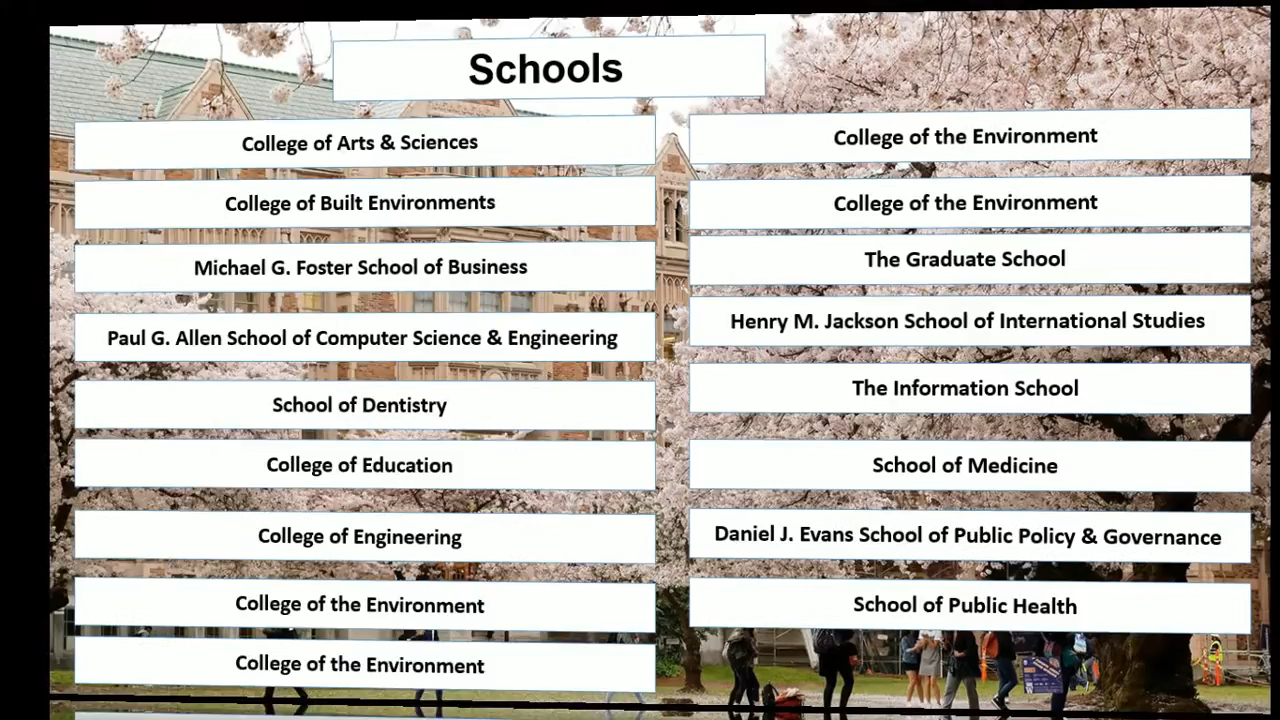 Schools
College of Arts & Sciences
College of Built Environments
Michael G. Foster School of Business
Paul G. Allen School of Computer Science & Engineering
School of Dentistry
College of Education
College of Engineering
College of the Environment
College of the Environment
College of the Environment
College of the Environment
The Graduate School
Henry M. Jackson School of International Studies
The Information School
School of Medicine
Daniel J. Evans School of Public Policy & Governance
School of Public Health